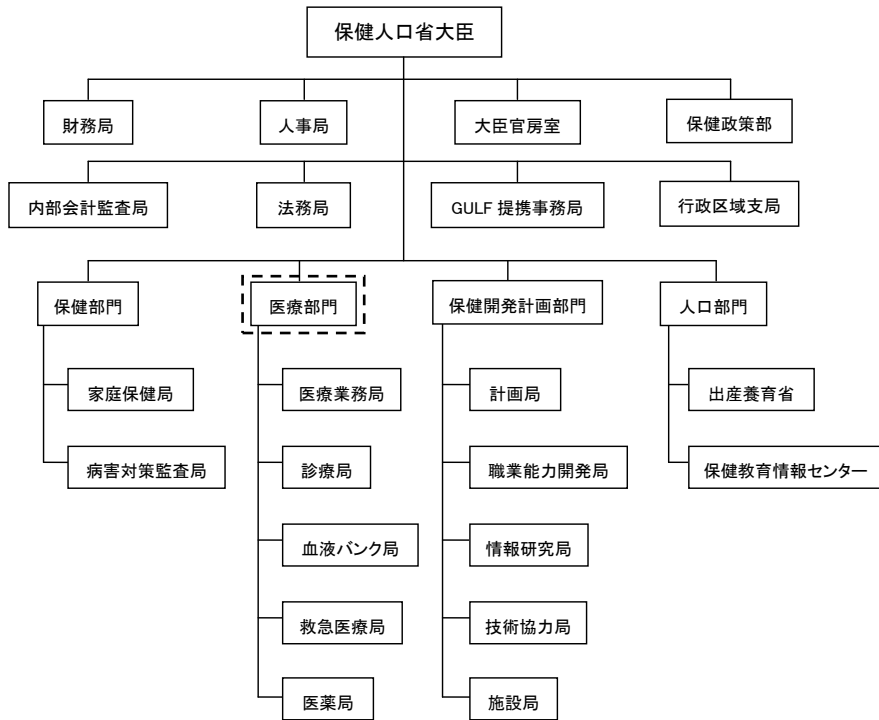 保健人口省大臣
財務局
人事局
大臣官房室
保健政策部
内部会計監査局
法務局
GULF 提携事務局
行政区域支局
保健部門
医療部門
保健開発計画部門
人口部門
家庭保健局
医療業務局
計画局
出産養育省
病害対策監査局
診療局
職業能力開発局
保健教育情報センター
血液バンク局
情報研究局
救急医療局
技術協力局
医薬局
施設局